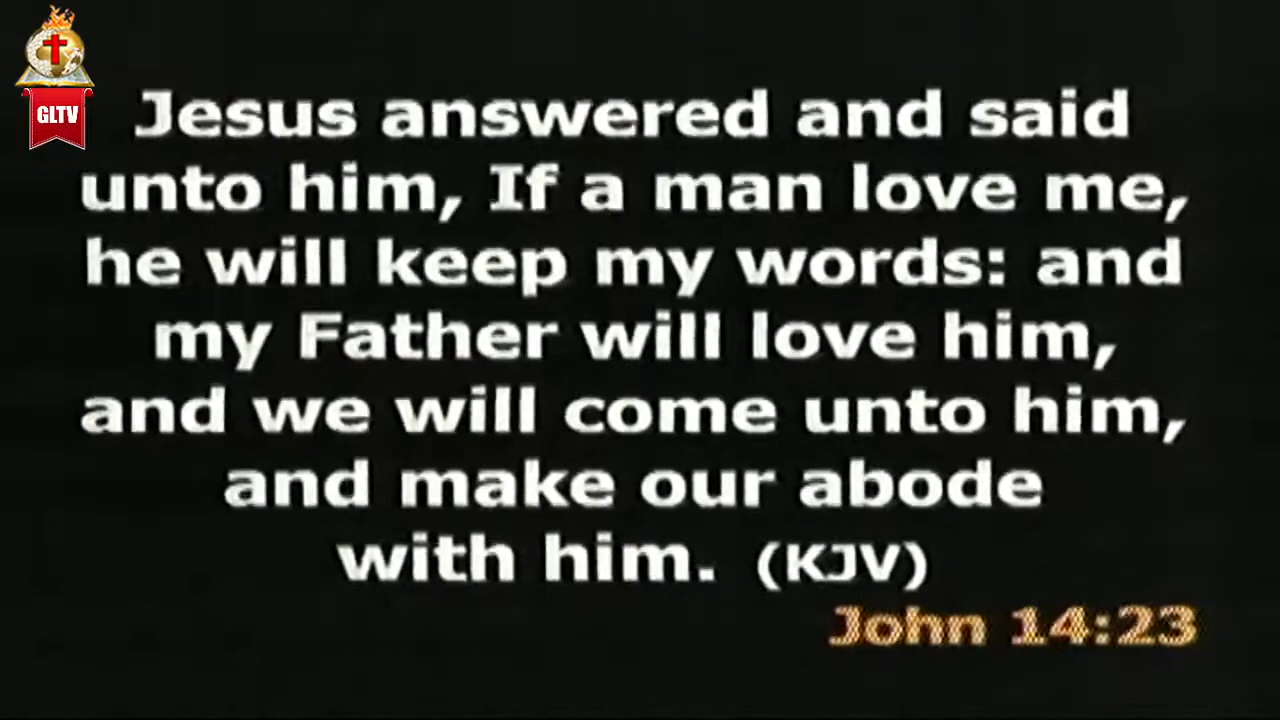 GLTV
Jesus answered and said
unto him, If a man love me,
he will keep my words: and
my Father will love him,
and we will come unto him,
and make our abode
with him. (KJV)
John 14:23